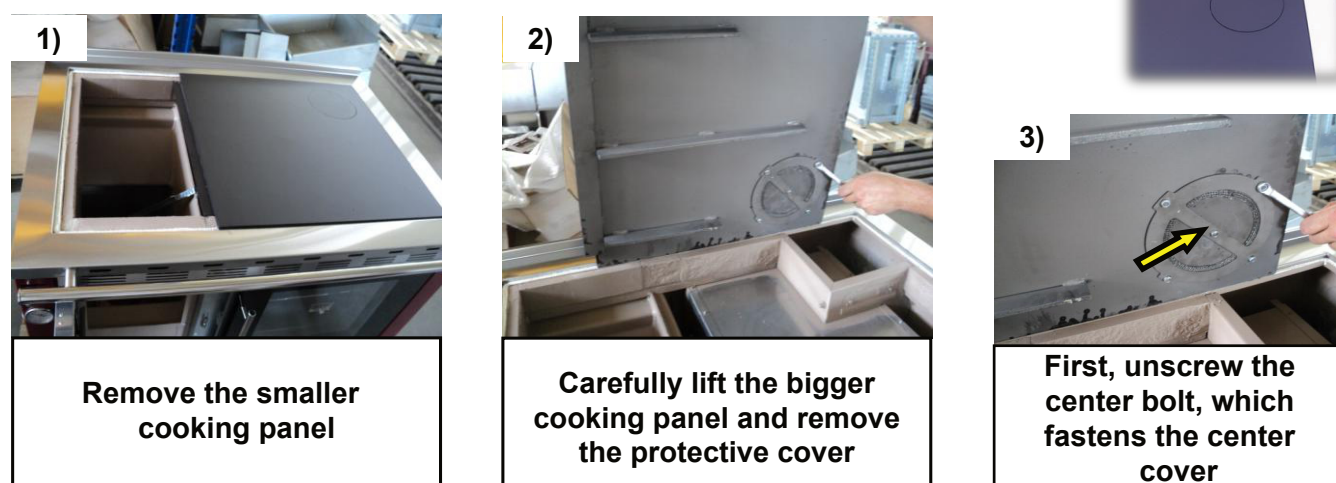 1)
Remove the smaller
cooking panel
2)
Carefully lift the bigger
cooking panel and remove
the protective cover
3)
First, unscrew the
center bolt, which
fastens the center
cover